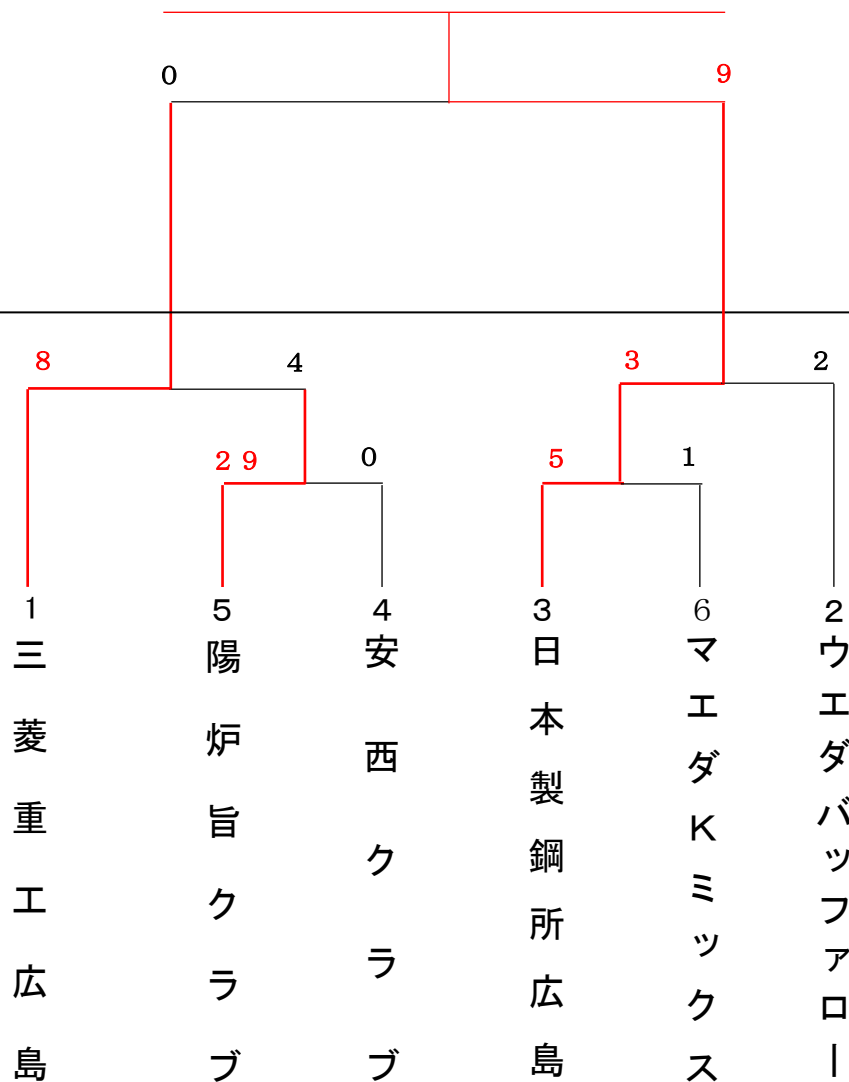 ０ ９
８ ４ ３ ２
２９ ０ ５ １
１ ５ ４ ３ ６ ２
三菱重工広島
陽炉旨クラブ
安西クラブ
日本製鋼所広島
マエダKミックス
ウエダバッファロー